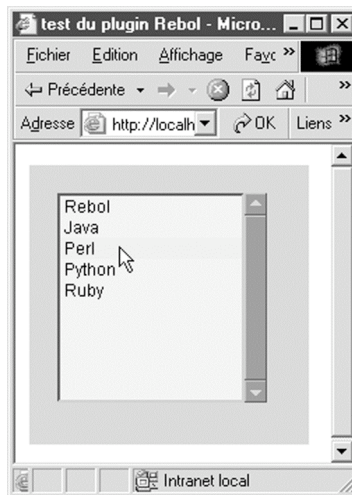 test du plugin Rebol - Micro...
Fichier Edition Affichage Favc »
Précédente »
Adresse http://localh OK Liens »
Rebol
Java
Perl
Python
Ruby
Intranet local